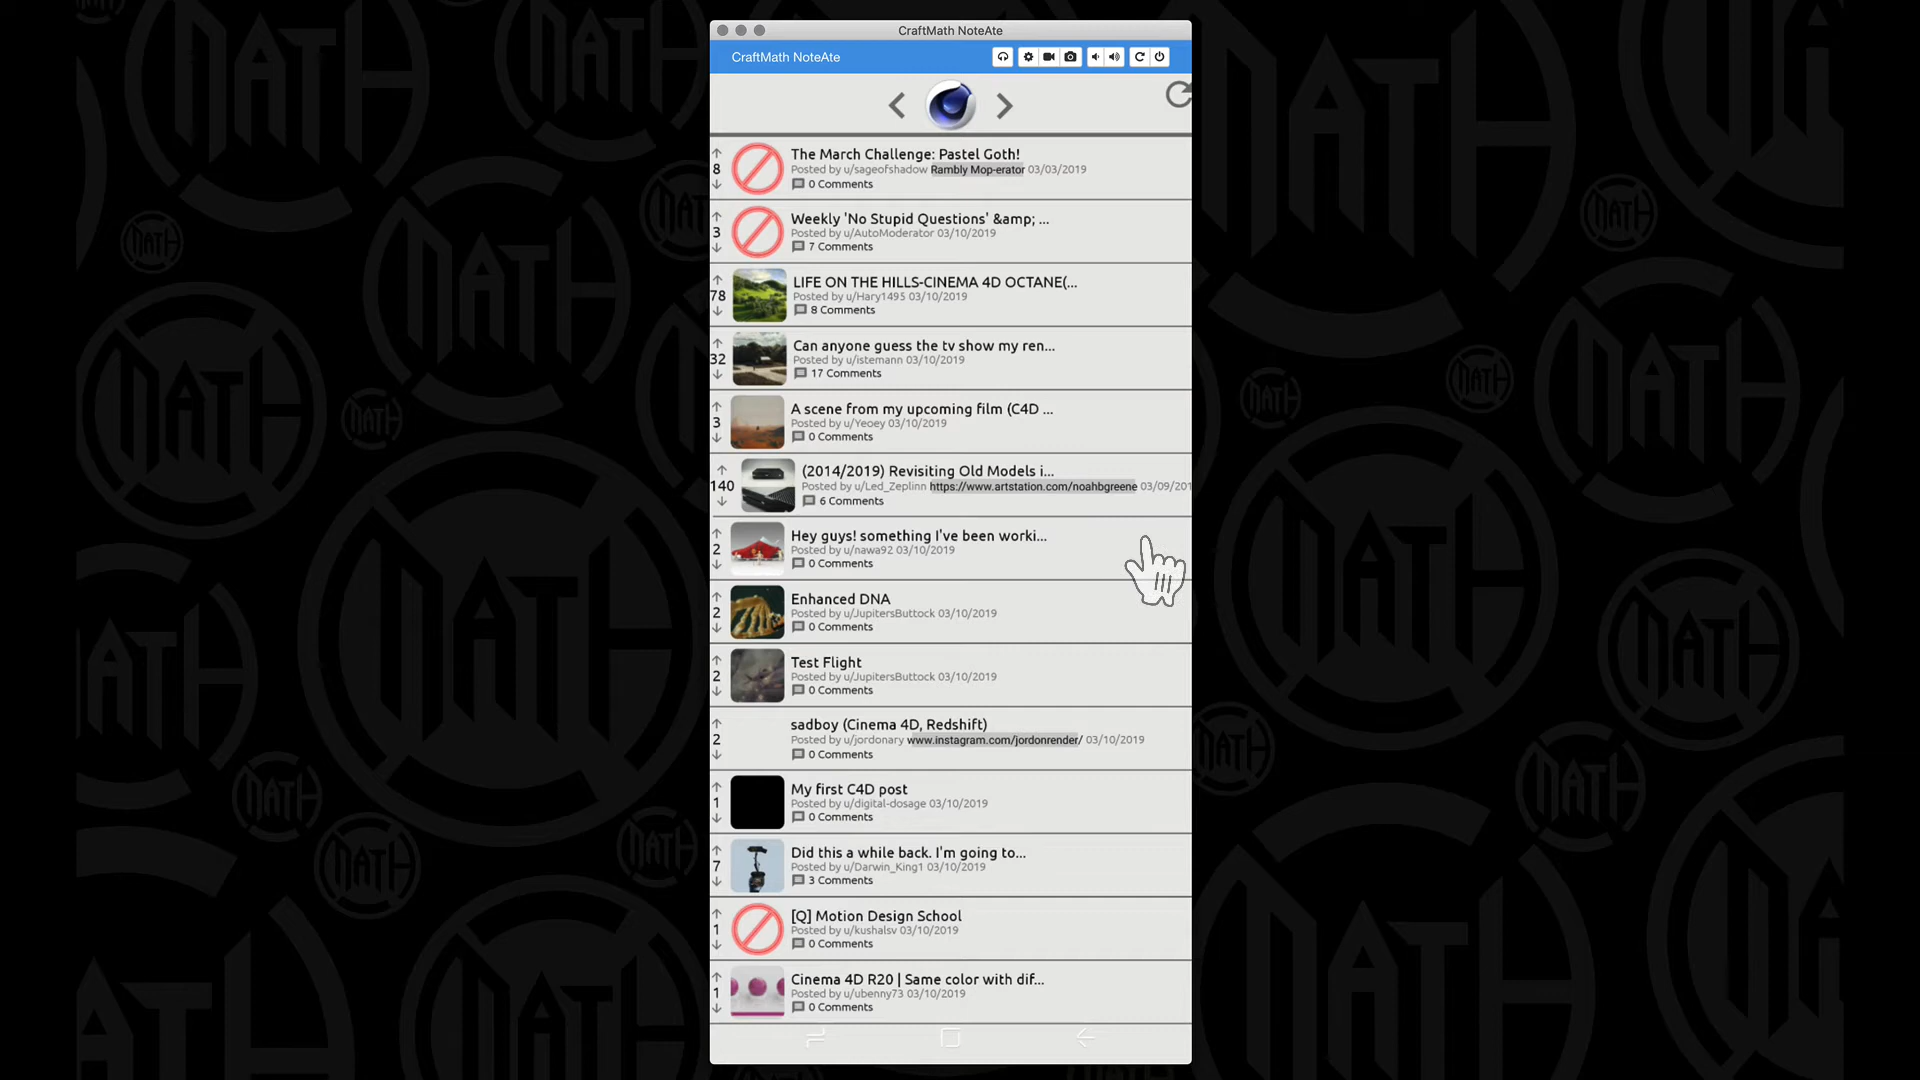 CraftMath NoteAte
CraftMath NoteAte
The March Challenge: Pastel Goth!
8
Posted by u/sageofshadow Rambly Mop-erator 03/03/2019
0 Comments
Weekly 'No Stupid Questions' &amp; ...
3
Posted by u/AutoModerator 03/10/2019
7 Comments
LIFE ON THE HILLS-CINEMA 4D OCTANE(...
78
Posted by u/Hary1495 03/10/2019
8 Comments
Can anyone guess the tv show my ren...
32
Posted by u/istemann 03/10/2019
17 Comments
A scene from my upcoming film (C4D ...
3
Posted by u/Yeoey 03/10/2019
0 Comments
(2014/2019) Revisiting Old Models i...
140
Posted by u/Led_Zeplinn https://www.artstation.com/noahbgreene 03/09/201
6 Comments
Hey guys! something I've been worki...
2
Posted by u/nawa92 03/10/2019
0 Comments
Enhanced DNA
2
Posted by u/JupitersButtock 03/10/2019
0 Comments
Test Flight
2
Posted by u/JupitersButtock 03/10/2019
0 Comments
sadboy (Cinema 4D, Redshift)
2
Posted by u/jordonary www.instagram.com/jordonrender/ 03/10/2019
0 Comments
My first C4D post
1
Posted by u/digital-dosage 03/10/2019
0 Comments
Did this a while back. I'm going to...
7
Posted by u/Darwin_King1 03/10/2019
3 Comments
[Q] Motion Design School
1
Posted by u/kushalsv 03/10/2019
0 Comments
Cinema 4D R20 | Same color with dif...
1
Posted by u/ubenny73 03/10/2019
0 Comments
MATH
MATH
MATH
MATH
MATH
MATH
MATH
MATH